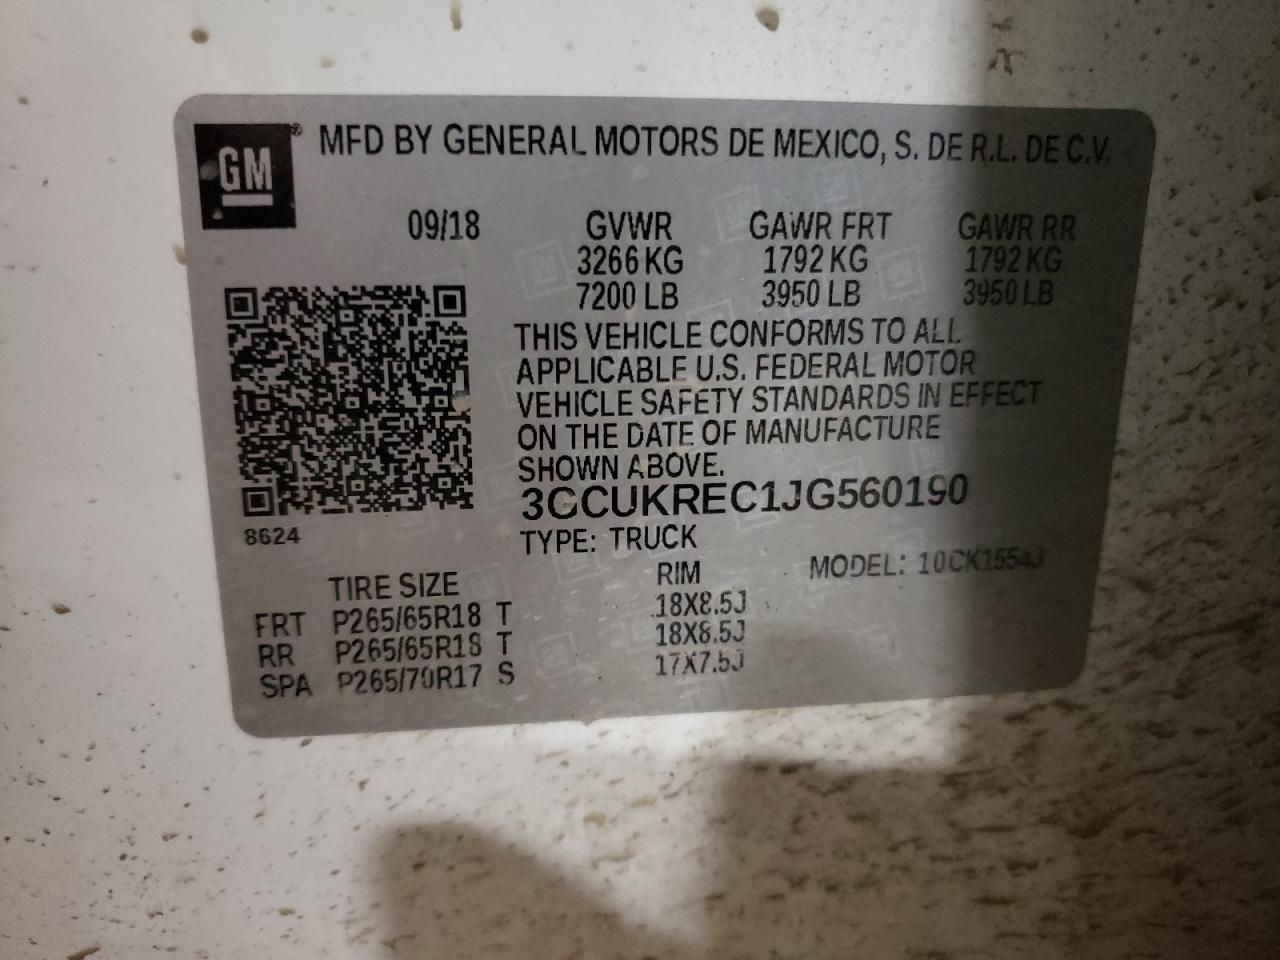 GM
MFD BY GENERAL MOTORS DE MEXICO, S. DE R.L. DE C.V.
09/18 GVWR GAWR FRT GAWR RR
3266 KG 1792 KG 1792 KG
7200 LB 3950 LB 3950 LB
THIS VEHICLE CONFORMS TO ALL
APPLICABLE U.S. FEDERAL MOTOR
VEHICLE SAFETY STANDARDS IN EFFECT
ON THE DATE OF MANUFACTURE
SHOWN ABOVE.
3GCUKREC1JG560190
8624
TYPE: TRUCK
MODEL: 10CK15543
TIRE SIZE RIM
FRT P265/65R18 T 18X8.5J
RR P265/65R18 T 18X8.5J
SPA P265/70R17 S 17X7.5J